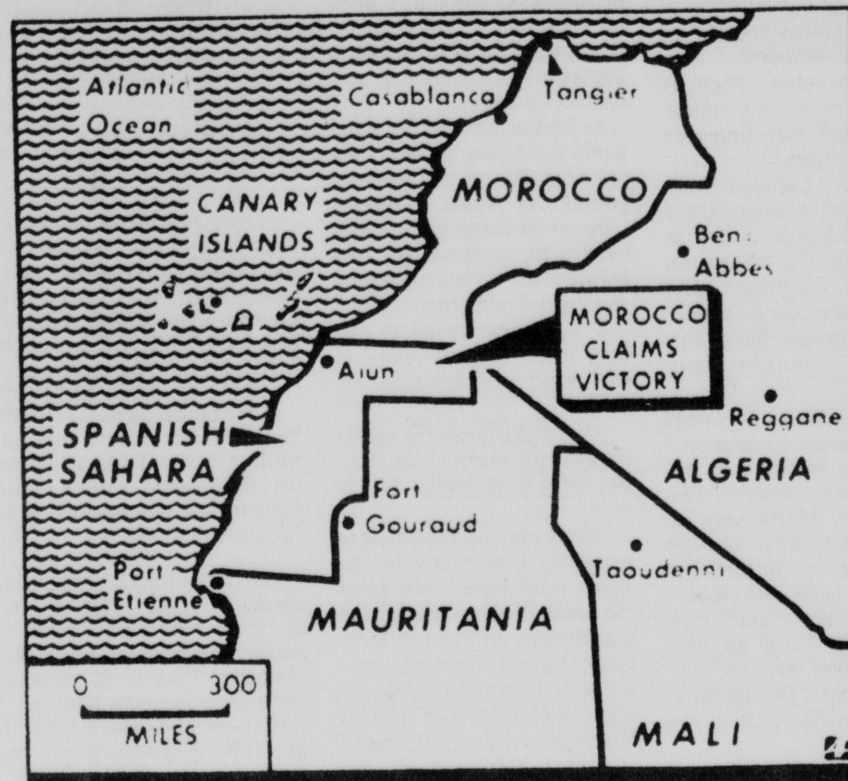 Atlantic
Ocean
Casablanca
Tangier
CANARY
ISLANDS
MOROCCO
Beni
Abbes
MOROCCO
CLAIMS
VICTORY
Aiun
Reggane
SPANISH
SAHARA
ALGERIA
Fort
Gouraud
Taoudenni
Port
Etienne
MAURITANIA
0 300
MILES
MALI